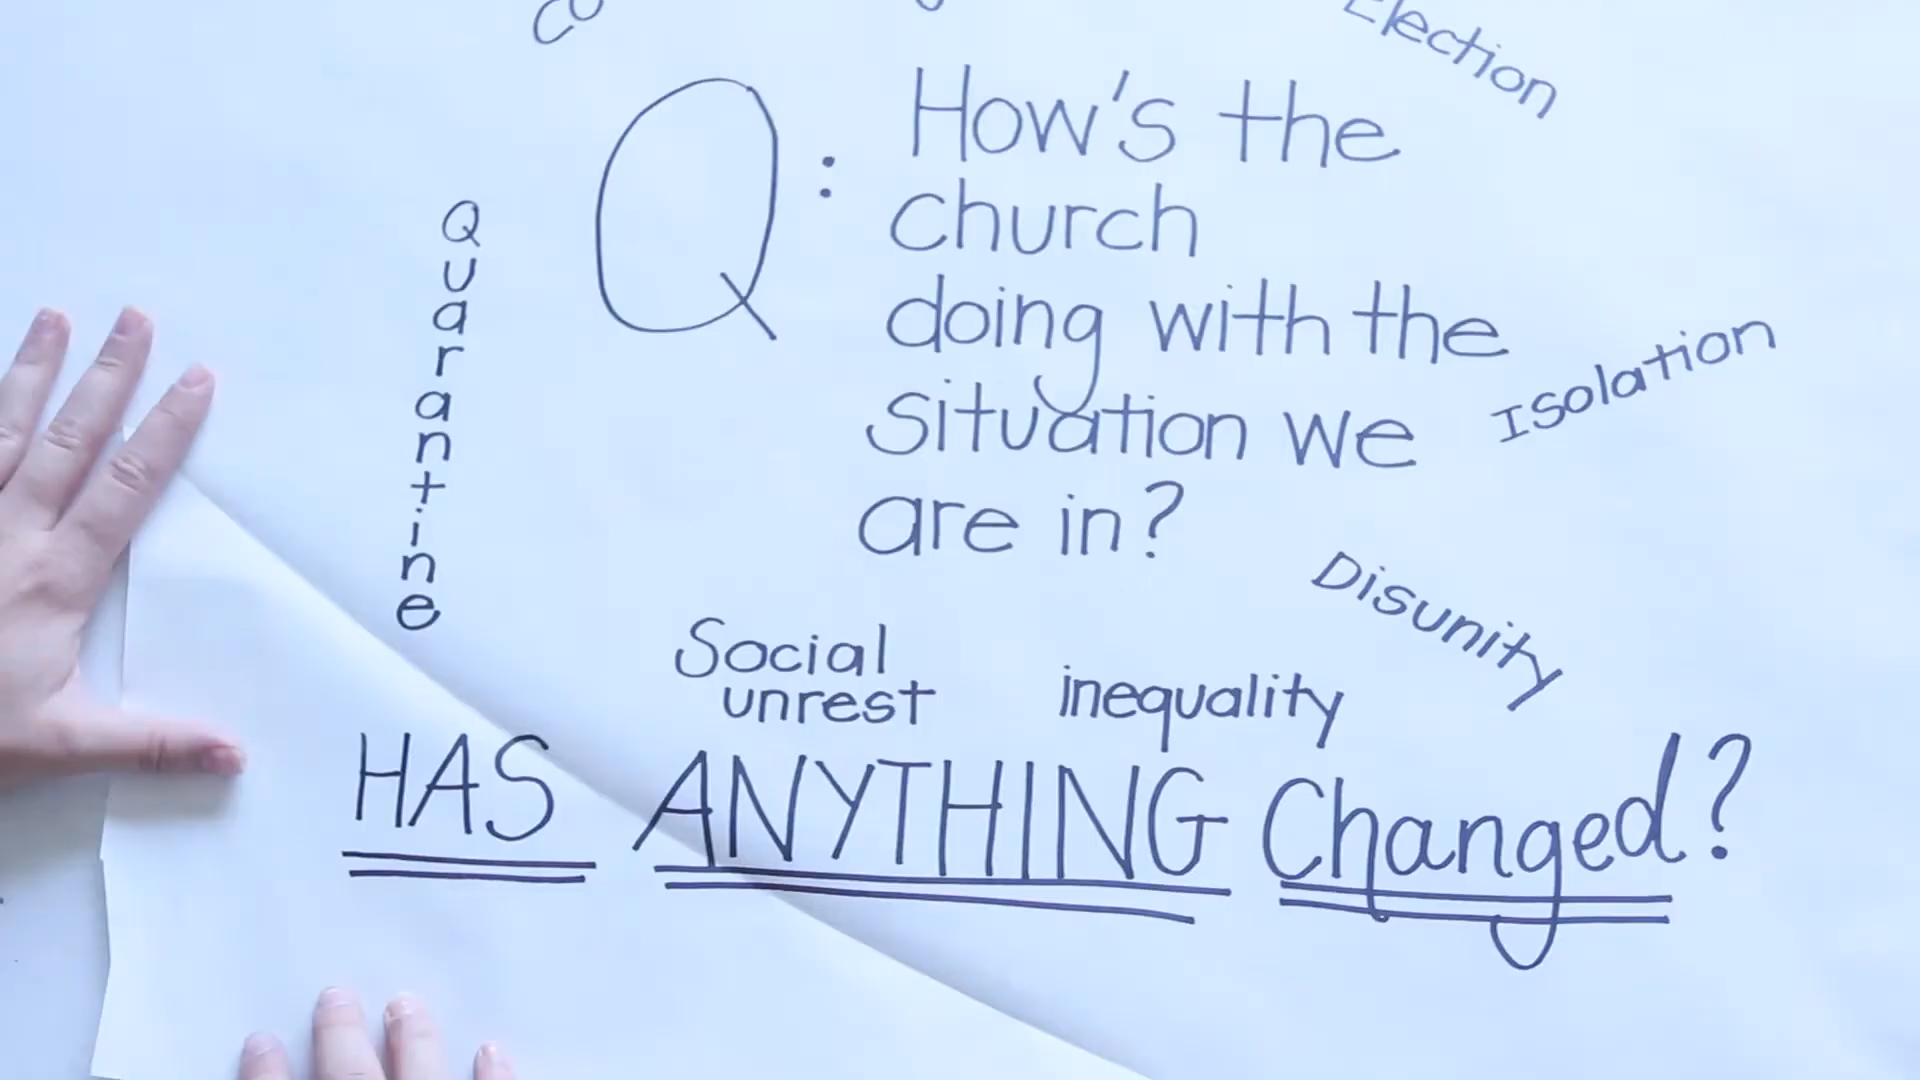 Election
Q: How's the
church
doing with the
situation we
are in?
Quarantine
Isolation
Disunity
Social
unrest
inequality
HAS ANYTHING Changed?